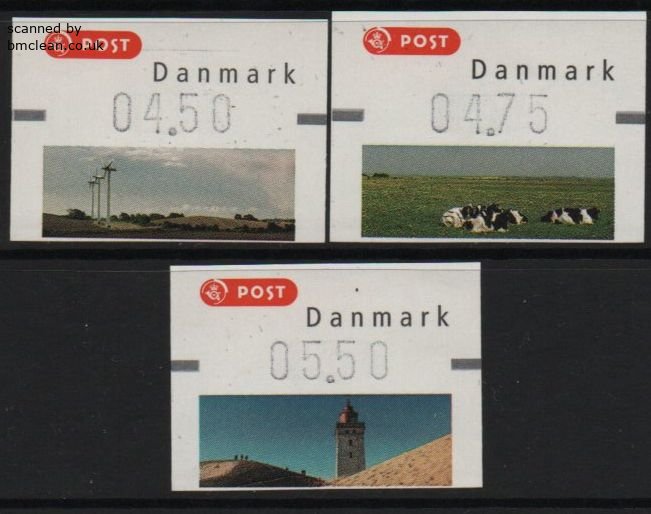 scanned by
bmclean.co.uk
POST
Danmark
04.50
POST
Danmark
04.75
POST
Danmark
05.50